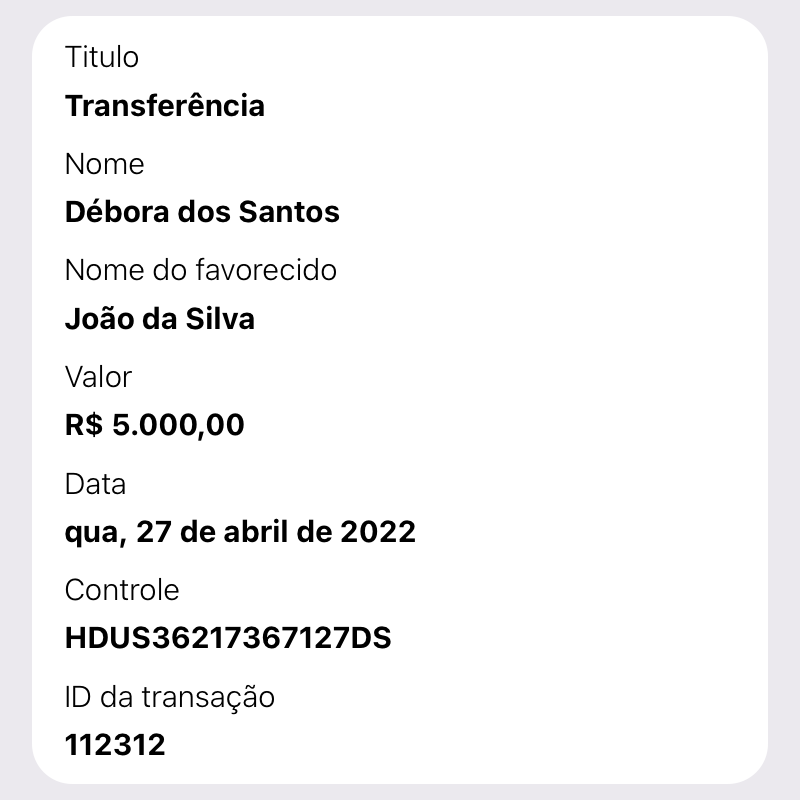 Titulo
Transferência
Nome
Débora dos Santos
Nome do favorecido
João da Silva
Valor
R$ 5.000,00
Data
qua, 27 de abril de 2022
Controle
HDUS36217367127DS
ID da transação
112312